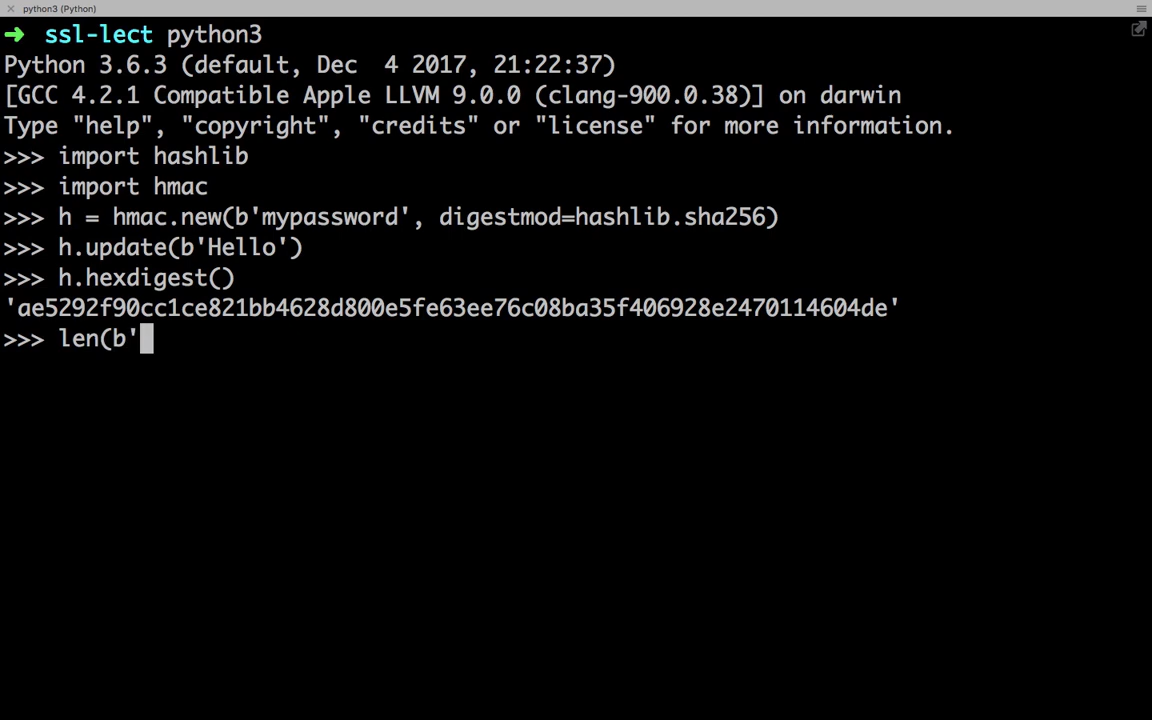 python3 (Python)
➜ ssl-lect python3
Python 3.6.3 (default, Dec  4 2017, 21:22:37)
[GCC 4.2.1 Compatible Apple LLVM 9.0.0 (clang-900.0.38)] on darwin
Type "help", "copyright", "credits" or "license" for more information.
>>> import hashlib
>>> import hmac
>>> h = hmac.new(b'mypassword', digestmod=hashlib.sha256)
>>> h.update(b'Hello')
>>> h.hexdigest()
'ae5292f90cc1ce821bb4628d800e5fe63ee76c08ba35f406928e2470114604de'
>>> len(b'